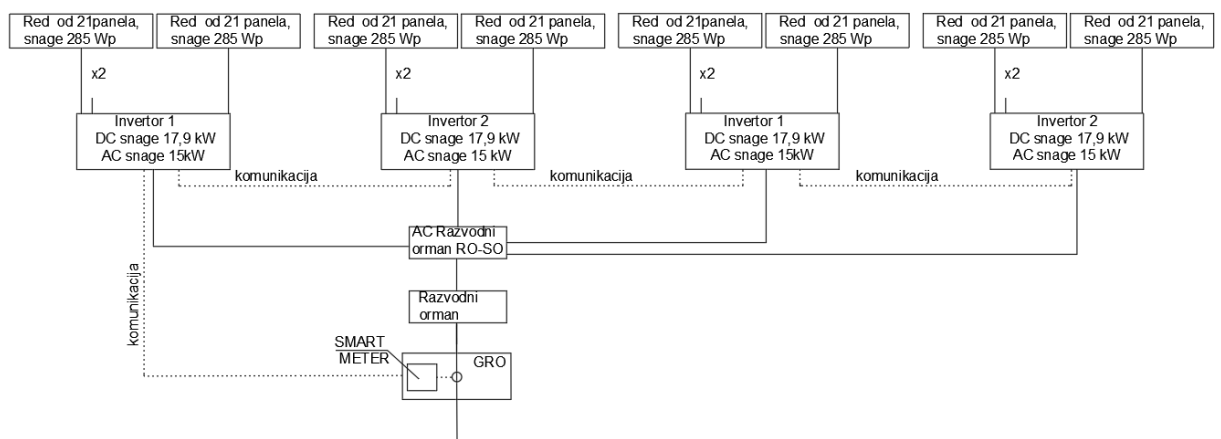 Red od 21panela,
snage 285 Wp
Red od 21 panela,
snage 285 Wp
Red od 21 panela,
snage 285 Wp
Red od 21 panela,
snage 285 Wp
Red od 21 panela,
snage 285 Wp
Red od 21 panela,
snage 285 Wp
Red od 21 panela,
snage 285 Wp
Red od 21 panela,
snage 285 Wp
x2
x2
x2
x2
Invertor 1
DC snage 17,9 kW
AC snage 15kW
Invertor 2
DC snage 17,9 kW
AC snage 15 kW
Invertor 1
DC snage 17,9 kW
AC snage 15kW
Invertor 2
DC snage 17,9 kW
AC snage 15 kW
komunikacija
komunikacija
komunikacija
AC Razvodni
orman RO-SO
komunikacija
Razvodni
orman
SMART
METER
GRO